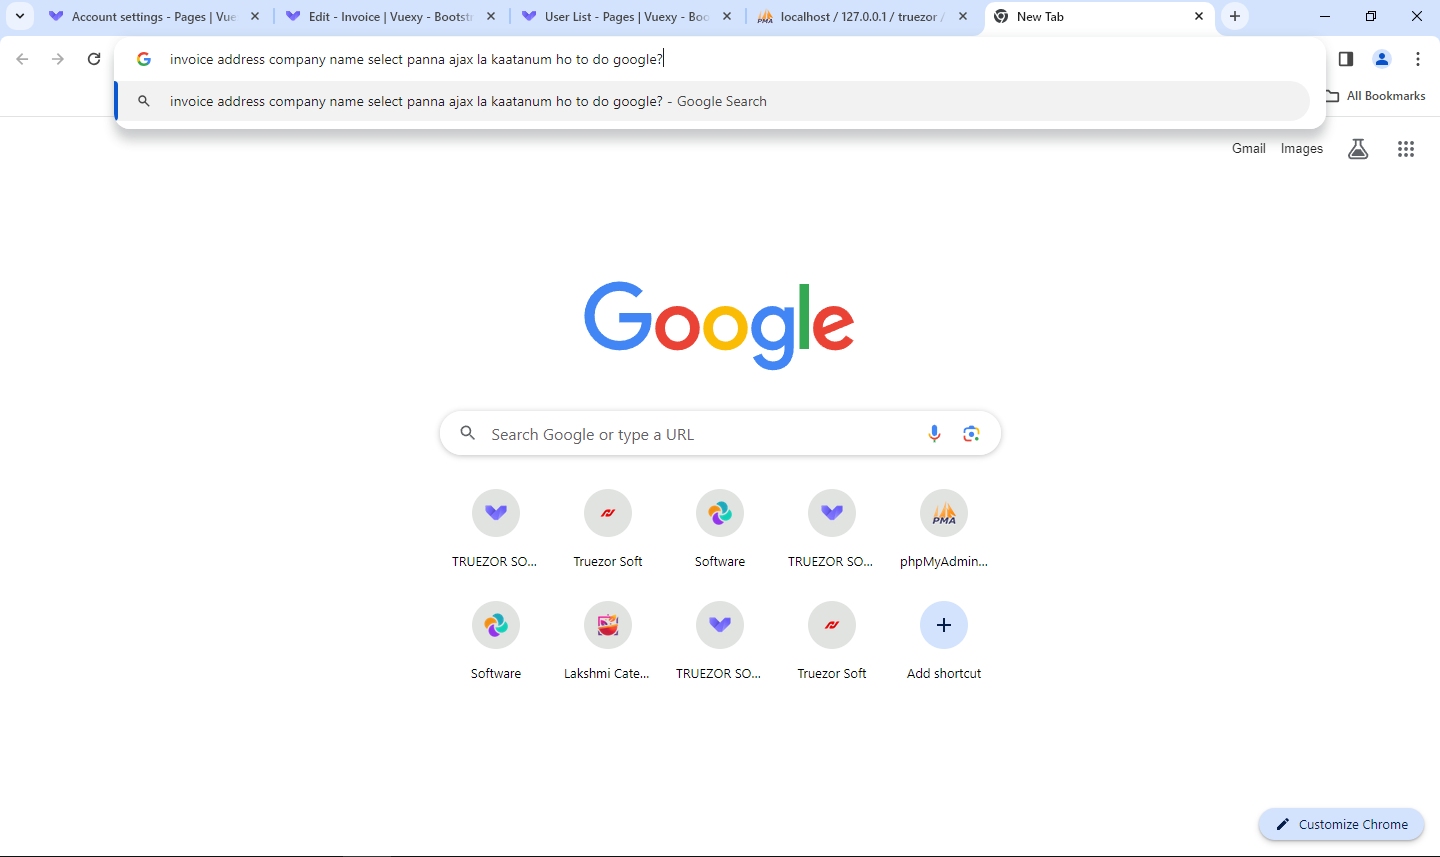 Account settings - Pages | Vue
Edit - Invoice | Vuexy - Bootst
User List - Pages | Vuexy - Boo
localhost / 127.0.0.1 / truezor /
New Tab
invoice address company name select panna ajax la kaatanum ho to do google?
invoice address company name select panna ajax la kaatanum ho to do google? - Google Search
All Bookmarks
Gmail Images
Google
Search Google or type a URL
PMA
TRUEZOR SO... Truezor Soft Software TRUEZOR SO... phpMyAdmin...
Software Lakshmi Cate... TRUEZOR SO... Truezor Soft Add shortcut
Customize Chrome